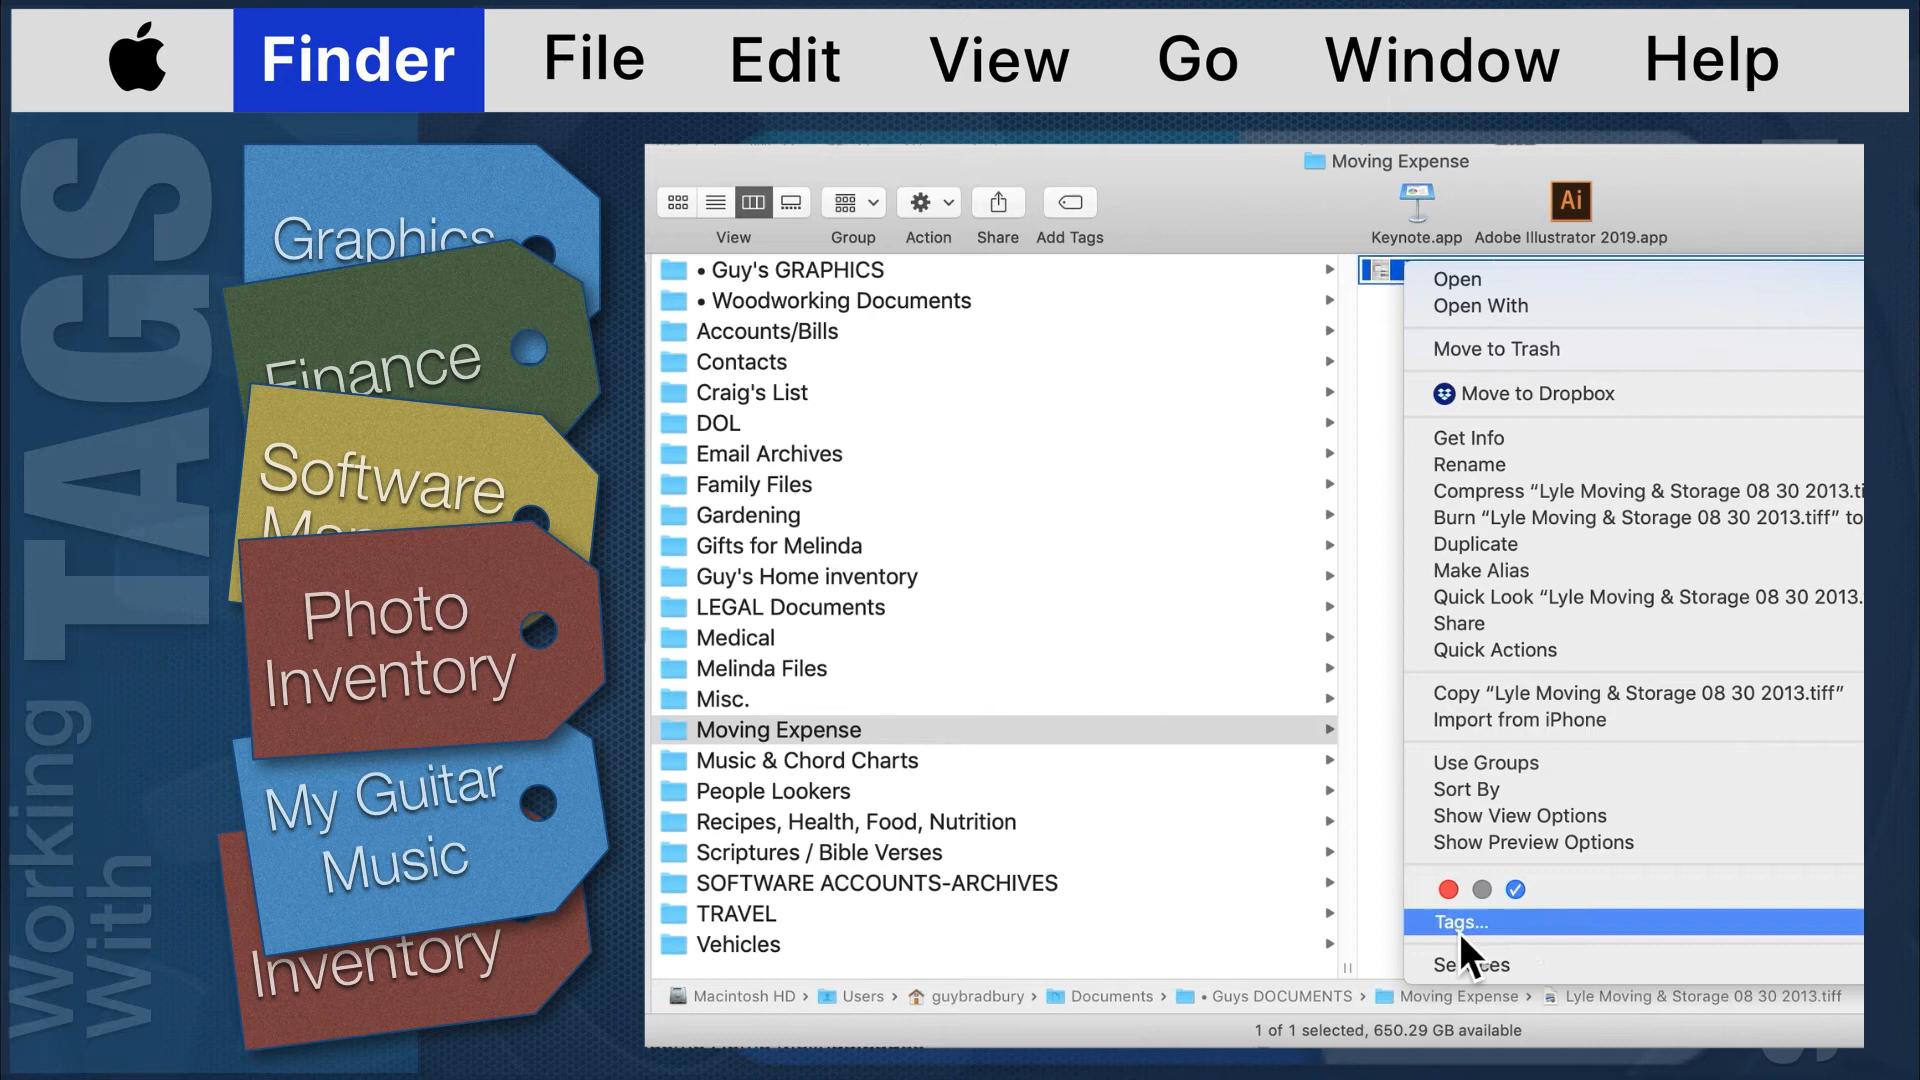 Finder File Edit View Go Window Help
Working
With
TAGS
Graphics
Finance
Software
Photo
Inventory
My Guitar
Music
Inventory
Moving Expense
View Group Action Share Add Tags Keynote.app Adobe Illustrator 2019.app
Ai
• Guy's GRAPHICS
• Woodworking Documents
Accounts/Bills
Contacts
Craig's List
DOL
Email Archives
Family Files
Gardening
Gifts for Melinda
Guy's Home inventory
LEGAL Documents
Medical
Melinda Files
Misc.
Moving Expense
Music & Chord Charts
People Lookers
Recipes, Health, Food, Nutrition
Scriptures / Bible Verses
SOFTWARE ACCOUNTS-ARCHIVES
TRAVEL
Vehicles
Open
Open With
Move to Trash
Move to Dropbox
Get Info
Rename
Compress “Lyle Moving & Storage 08 30 2013.ti
Burn “Lyle Moving & Storage 08 30 2013.tiff” to
Duplicate
Make Alias
Quick Look “Lyle Moving & Storage 08 30 2013.
Share
Quick Actions
Copy “Lyle Moving & Storage 08 30 2013.tiff”
Import from iPhone
Use Groups
Sort By
Show View Options
Show Preview Options
Tags...
Services
Macintosh HD › Users › guybradbury › Documents › • Guys DOCUMENTS › Moving Expense › Lyle Moving & Storage 08 30 2013.tiff
1 of 1 selected, 650.29 GB available